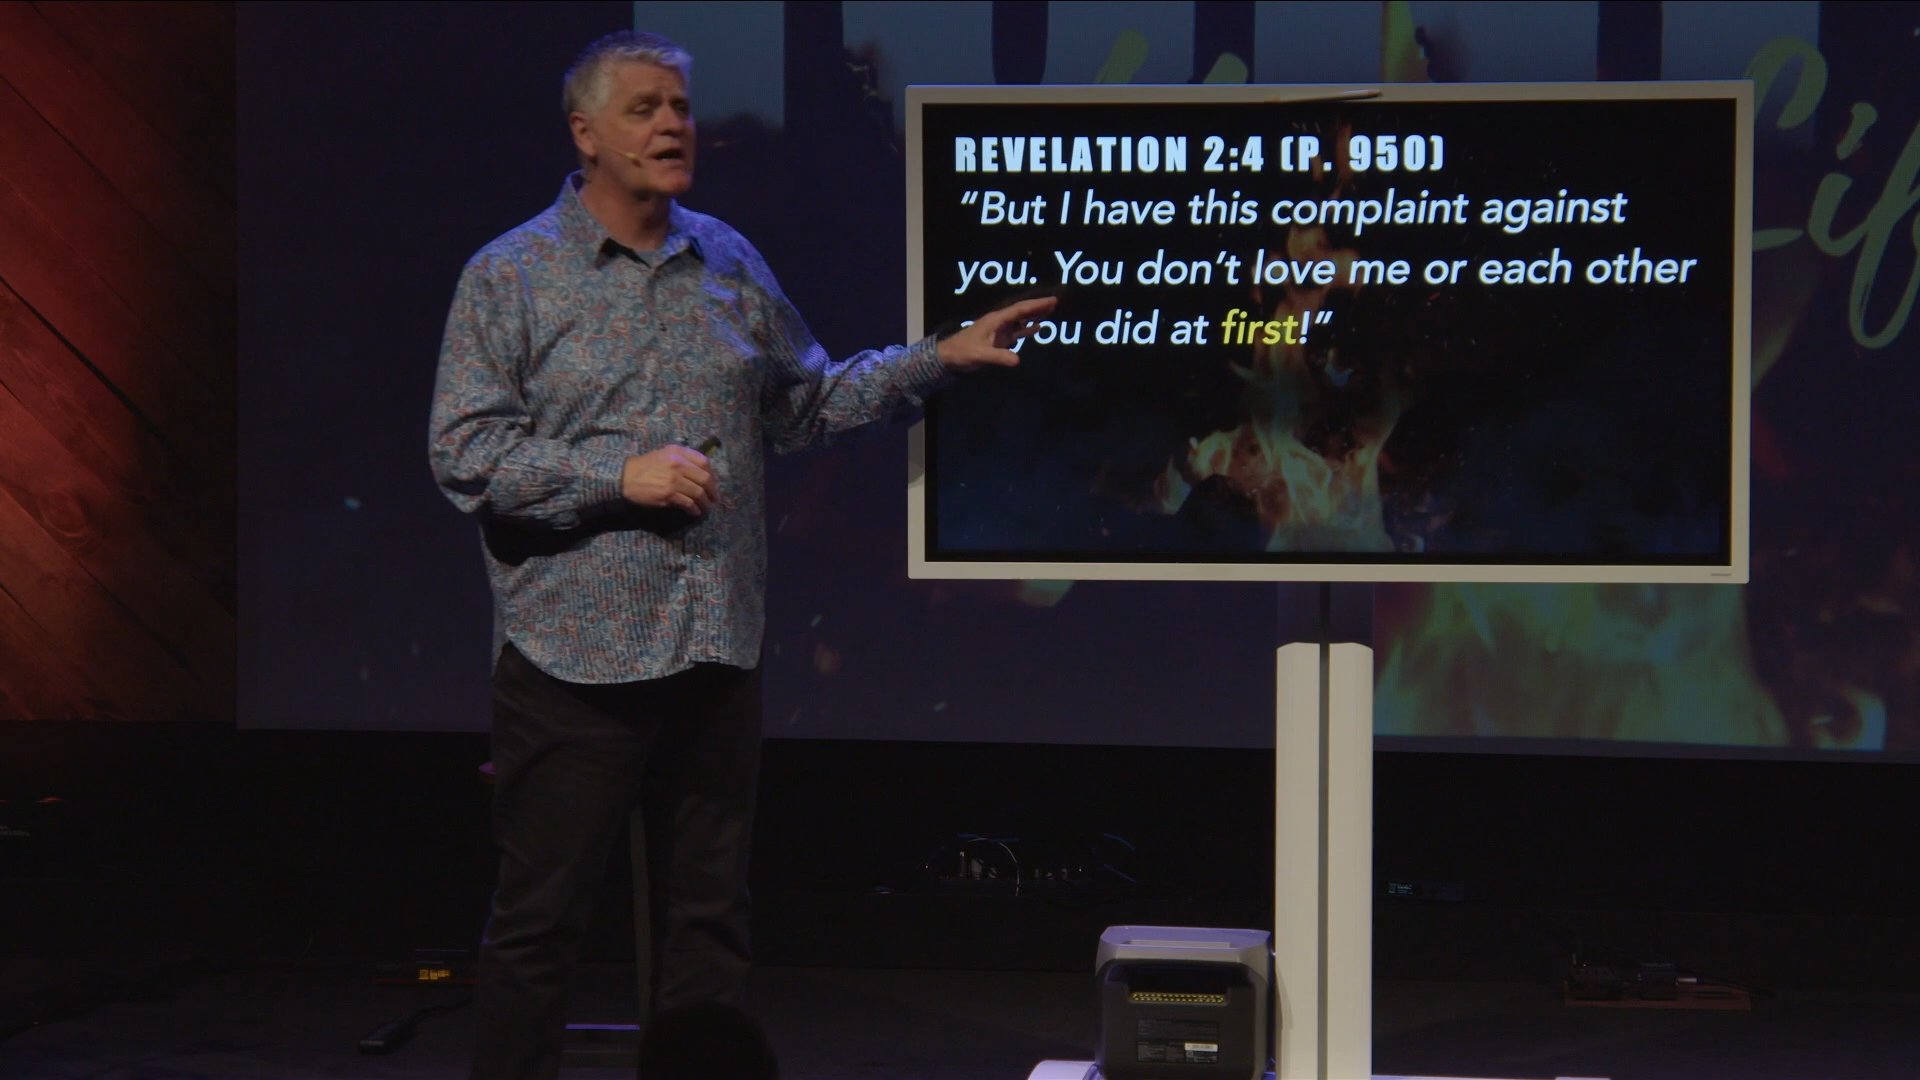 REVELATION 2:4 (P. 950)
“But I have this complaint against
you. You don’t love me or each other
you did at first!”
Life